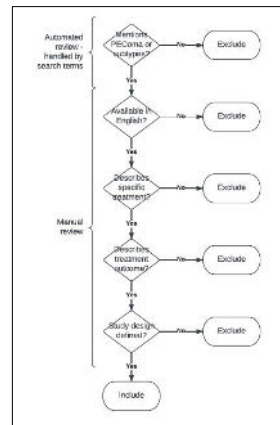 Automated
review -
handled by
search terms
Mentions
PEComa or
subtypes?
No
Exclude
Yes
Available in
English?
No
Exclude
Yes
Manual
review
Describes
specific
treatment?
No
Exclude
Yes
Describes
treatment
outcome?
No
Exclude
Yes
Study design
defined?
No
Exclude
Yes
Include